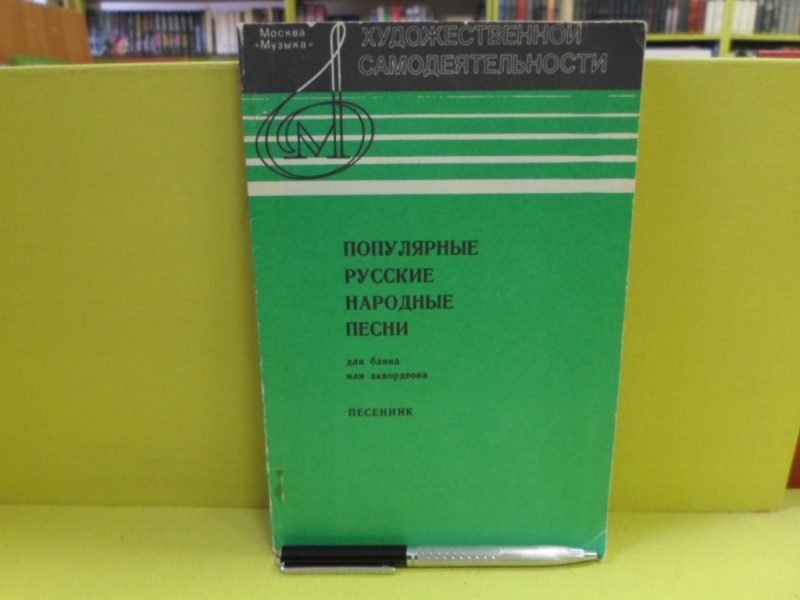 Москва
«Музыка»
ХУДОЖЕСТВЕННОЙ
САМОДЕЯТЕЛЬНОСТИ
М
ПОПУЛЯРНЫЕ
РУССКИЕ
НАРОДНЫЕ
ПЕСНИ
для баяна
или аккордеона
ПЕСЕННИК